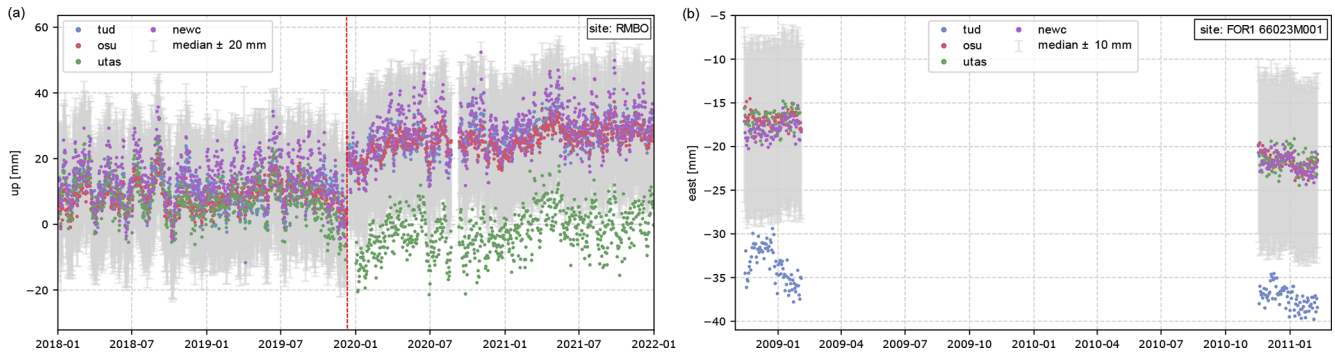 (a)
60
40
20
0
−20
up [mm]
tud
osu
utas
newc
median ± 20 mm
site: RMBO
2018-01 2018-07 2019-01 2019-07 2020-01 2020-07 2021-01 2021-07 2022-01
(b)
−5
−10
−15
−20
−25
−30
−35
−40
east [mm]
tud
osu
utas
newc
median ± 10 mm
site: FOR1 66023M001
2009-01 2009-04 2009-07 2009-10 2010-01 2010-04 2010-07 2010-10 2011-01